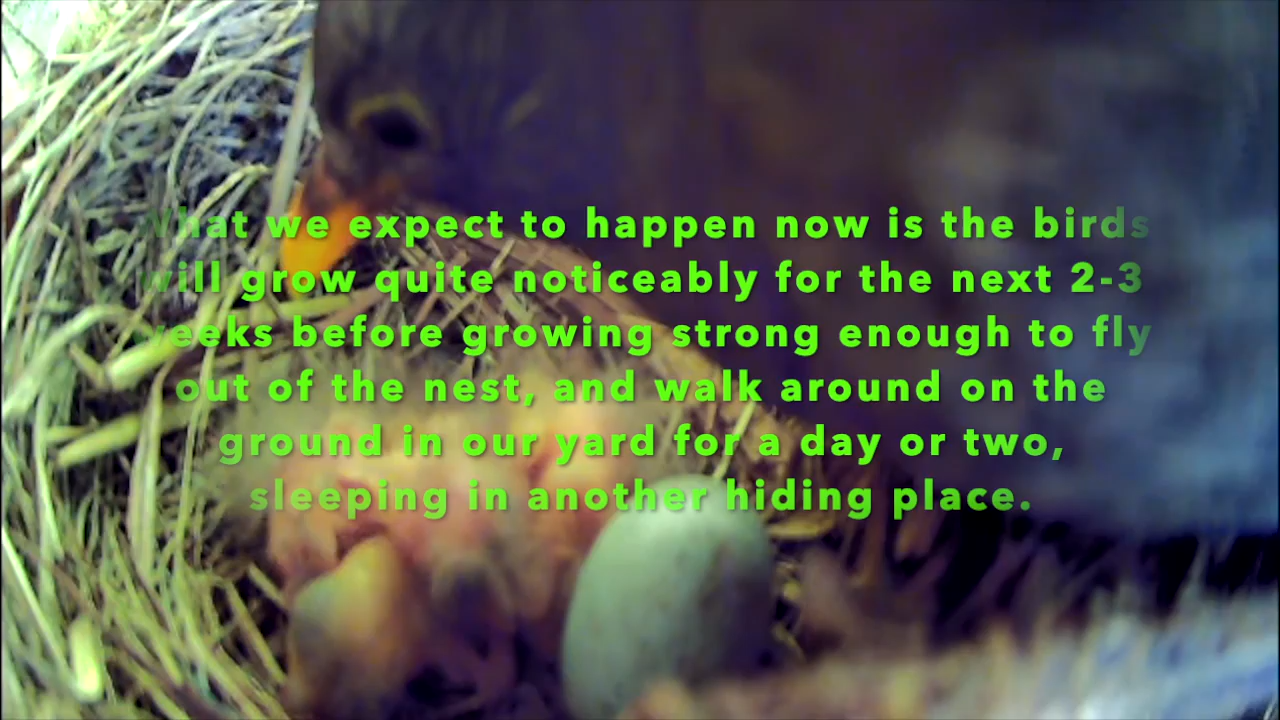 What we expect to happen now is the birds
will grow quite noticeably for the next 2-3
weeks before growing strong enough to fly
out of the nest, and walk around on the
ground in our yard for a day or two,
sleeping in another hiding place.